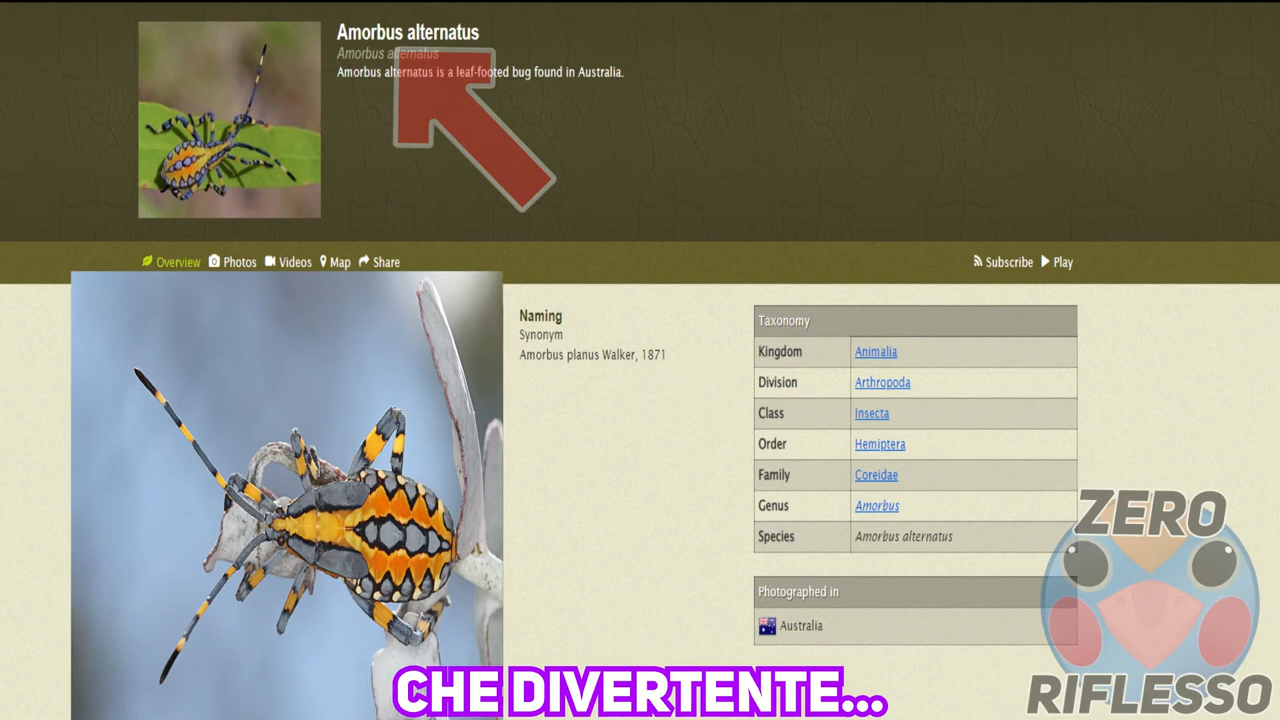 Amorbus alternatus
Amorbus alternatus
Amorbus alternatus is a leaf-footed bug found in Australia.
Overview Photos Videos Map Share
Subscribe Play
Naming
Synonym
Amorbus planus Walker, 1871
Taxonomy
Kingdom Animalia
Division Arthropoda
Class Insecta
Order Hemiptera
Family Coreidae
Genus Amorbus
Species Amorbus alternatus
Photographed in
Australia
ZERO
RIFLESSO
CHE DIVERTENTE...